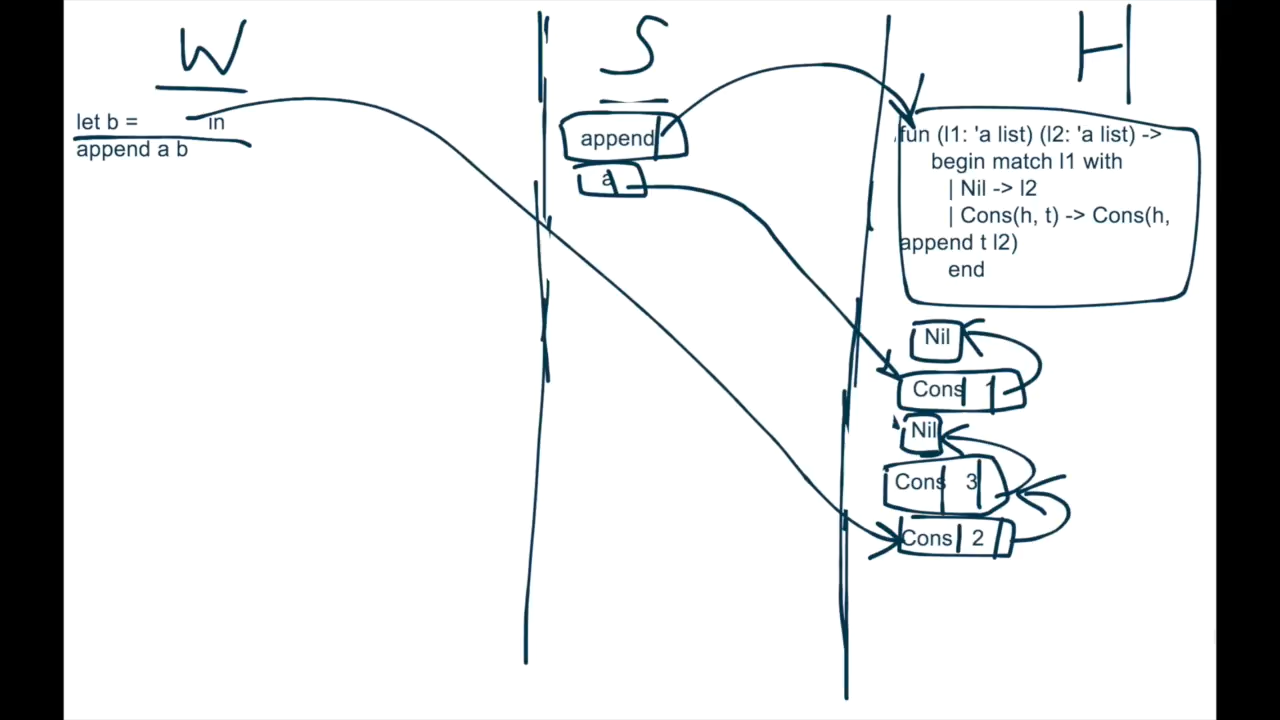 W
S
H
let b = in
append a b
append
a
fun (l1: 'a list) (l2: 'a list) ->
begin match l1 with
| Nil -> l2
| Cons(h, t) -> Cons(h,
append t l2)
end
Nil
Cons 1
Nil
Cons 3
Cons 2